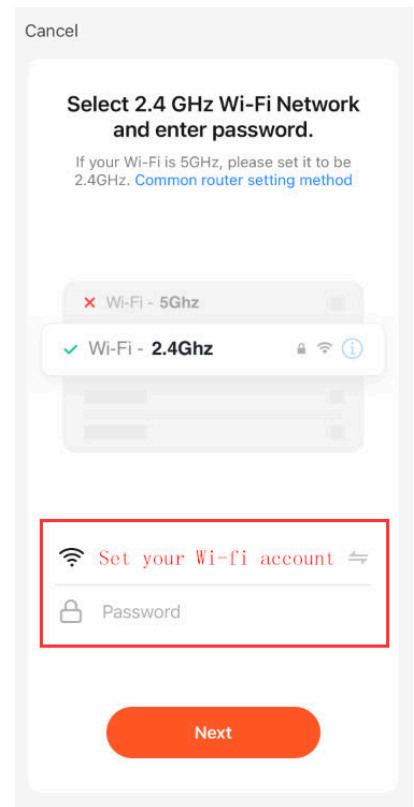 Cancel
Select 2.4 GHz Wi-Fi Network
and enter password.
If your Wi-Fi is 5GHz, please set it to be
2.4GHz. Common router setting method
Wi-Fi - 5Ghz
Wi-Fi - 2.4Ghz
Set your Wi-fi account
Password
Next